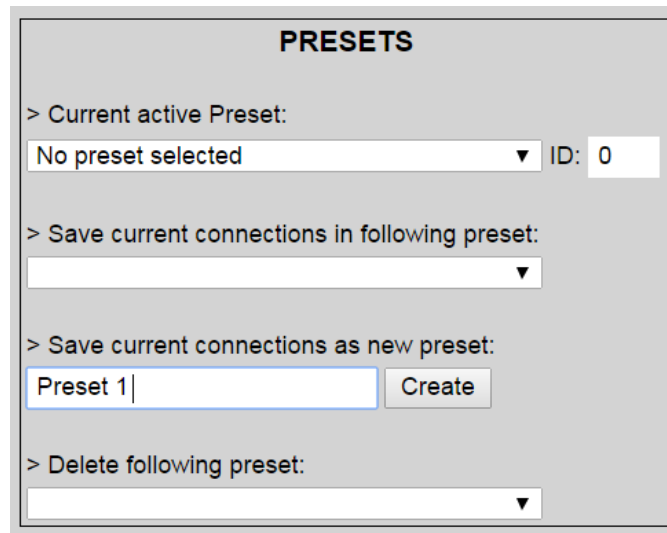 PRESETS
> Current active Preset:
No preset selected ▼ ID: 0
> Save current connections in following preset:
▼
> Save current connections as new preset:
Preset 1 Create
> Delete following preset:
▼